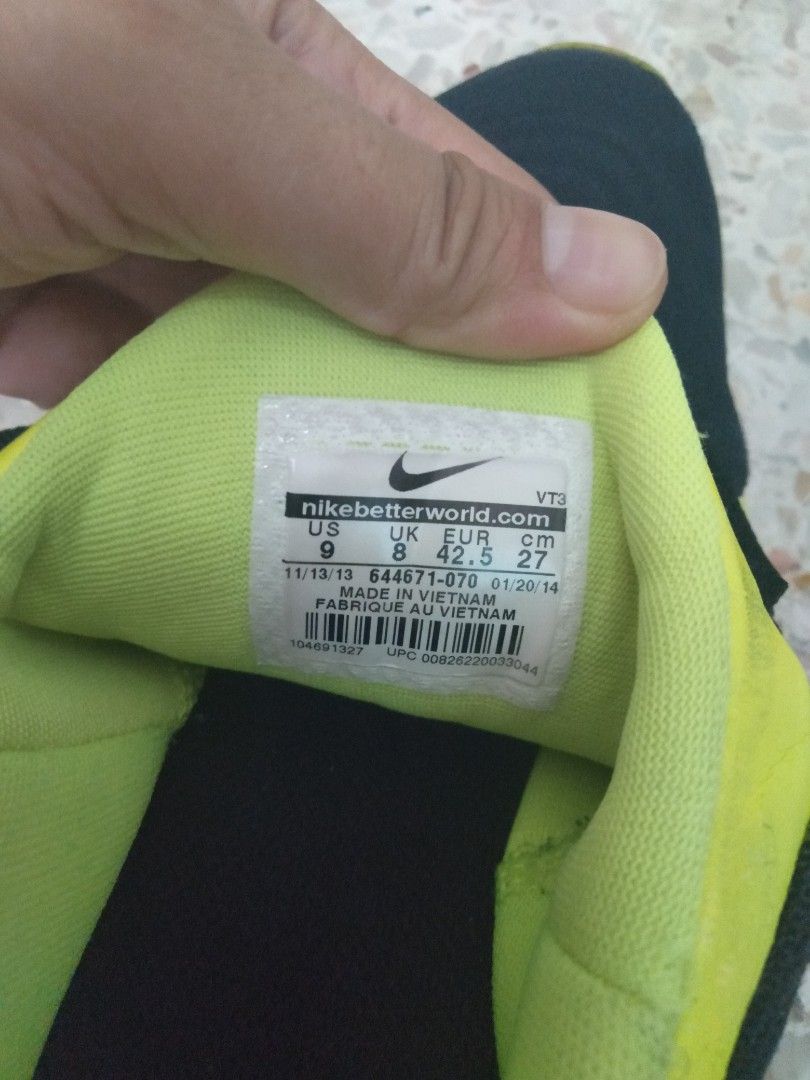 VT3
nikebetterworld.com
US UK EUR cm
9 8 42.5 27
11/13/13 644671-070 01/20/14
MADE IN VIETNAM
FABRIQUE AU VIETNAM
104691327 UPC 00826220033044